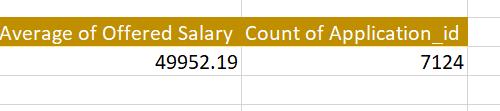 Average of Offered Salary Count of Application_id
49952.19 7124